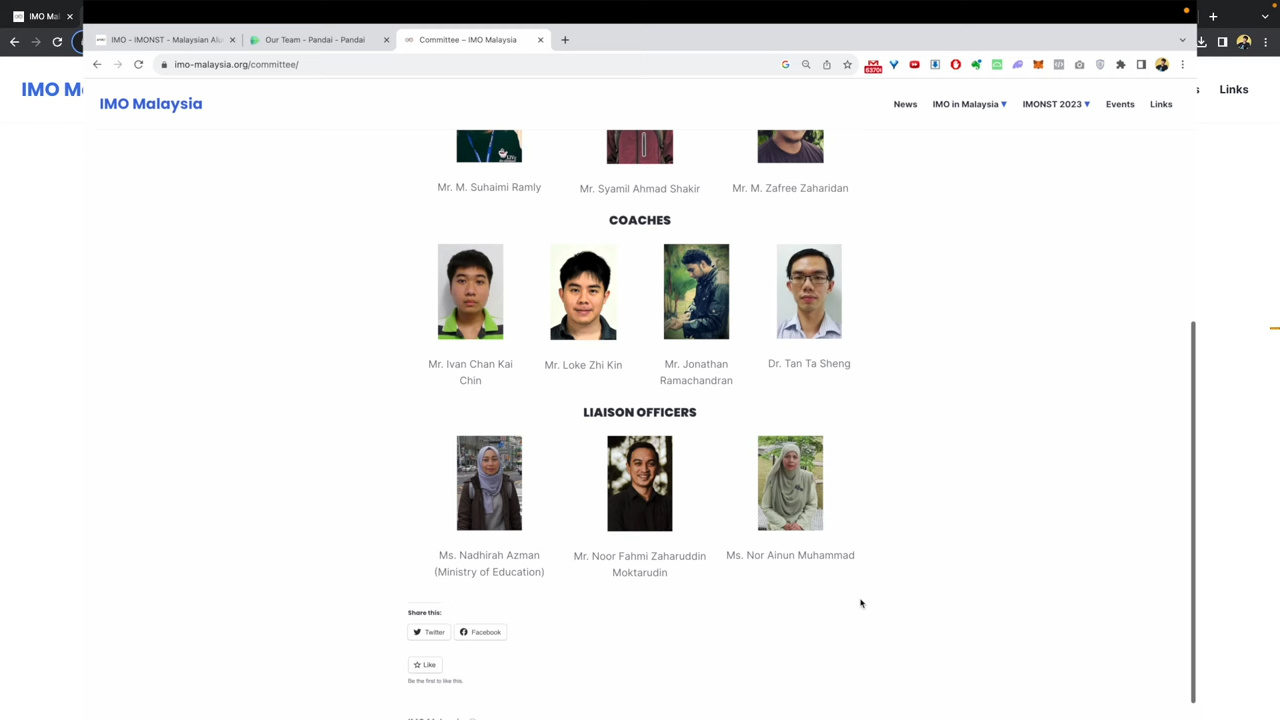 IMO Ma
IMO - IMONST - Malaysian Alu
Our Team - Pandai - Pandai
Committee – IMO Malaysia
imo-malaysia.org/committee/
IMO M
IMO Malaysia
News
IMO in Malaysia ▼
IMONST 2023 ▼
Events
Links
s
Links
Mr. M. Suhaimi Ramly
Mr. Syamil Ahmad Shakir
Mr. M. Zafree Zaharidan
COACHES
Mr. Ivan Chan Kai
Chin
Mr. Loke Zhi Kin
Mr. Jonathan
Ramachandran
Dr. Tan Ta Sheng
LIAISON OFFICERS
Ms. Nadhirah Azman
(Ministry of Education)
Mr. Noor Fahmi Zaharuddin
Moktarudin
Ms. Nor Ainun Muhammad
Share this:
Twitter
Facebook
Like
Be the first to like this.